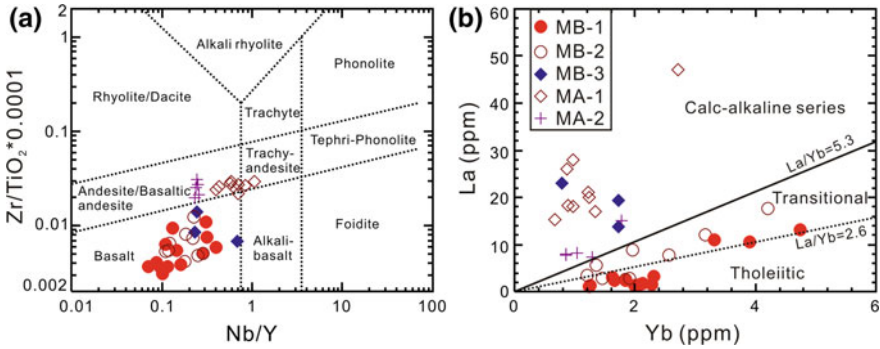 (a)
Zr/TiO2*0.0001
2
1
0.1
0.01
0.002
Alkali rhyolite
Phonolite
Rhyolite/Dacite
Trachyte
Tephri-Phonolite
Trachy-
andesite
Andesite/Basaltic
andesite
Basalt
Alkali-
basalt
Foidite
0.01
0.1
1
10
100
Nb/Y
(b)
La (ppm)
60
50
40
30
20
10
0
MB-1
MB-2
MB-3
MA-1
MA-2
Calc-alkaline series
La/Yb=5.3
Transitional
La/Yb=2.6
Tholeiitic
0
2
4
6
Yb (ppm)